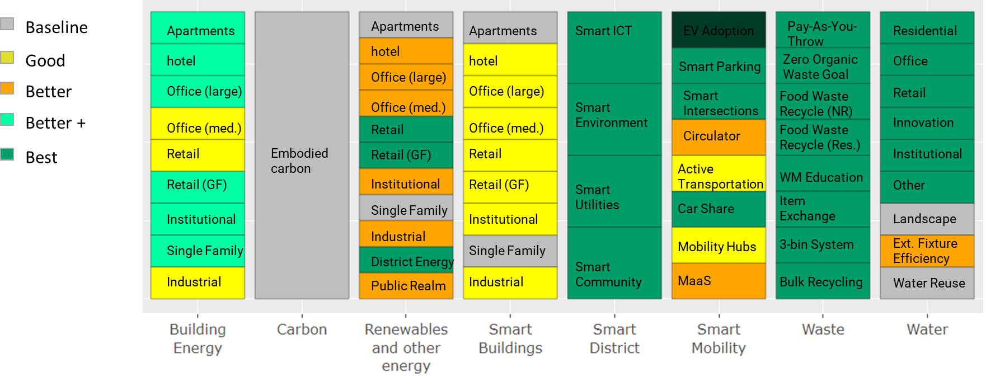 Baseline
Good
Better
Better +
Best
Apartments
hotel
Office (large)
Office (med.)
Retail
Retail (GF)
Institutional
Single Family
Industrial
Embodied
carbon
Apartments
hotel
Office (large)
Office (med.)
Retail
Retail (GF)
Institutional
Single Family
Industrial
District Energy
Public Realm
Apartments
hotel
Office (large)
Office (med.)
Retail
Retail (GF)
Institutional
Single Family
Industrial
Smart ICT
Smart
Environment
Smart
Utilities
Smart
Community
EV Adoption
Smart Parking
Smart
Intersections
Circulator
Active
Transportation
Car Share
Mobility Hubs
MaaS
Pay-As-You-
Throw
Zero Organic
Waste Goal
Food Waste
Recycle (NR)
Food Waste
Recycle (Res.)
WM Education
Item
Exchange
3-bin System
Bulk Recycling
Residential
Office
Retail
Innovation
Institutional
Other
Landscape
Ext. Fixture
Efficiency
Water Reuse
Building
Energy
Carbon
Renewables
and other
energy
Smart
Buildings
Smart
District
Smart
Mobility
Waste
Water